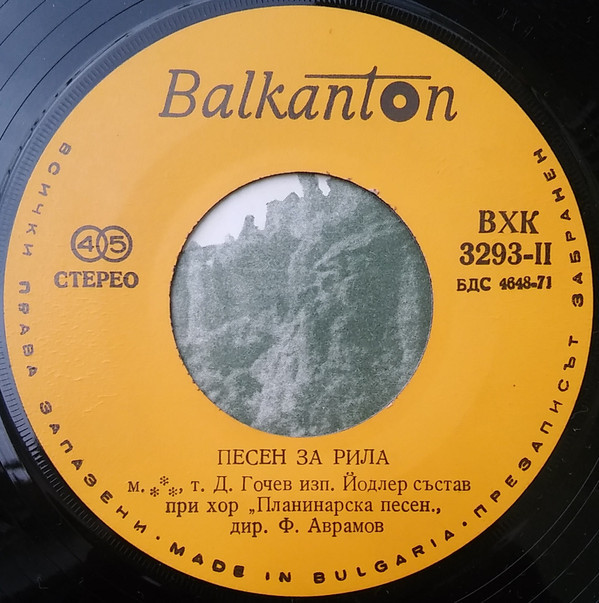 Balkanton
ВСИЧКИ ПРАВА ЗАПАЗЕНИ · MADE IN BULGARIA · ПРЕЗАПИСЪТ ЗАБРАНЕН
45
СТЕРЕО
ВХК
3293-II
БДС 4648-71
ПЕСЕН ЗА РИЛА
м. ***, т. Д. Гочев изп. Йодлер състав
при хор „Планинарска песен„,
дир. Ф. Аврамов